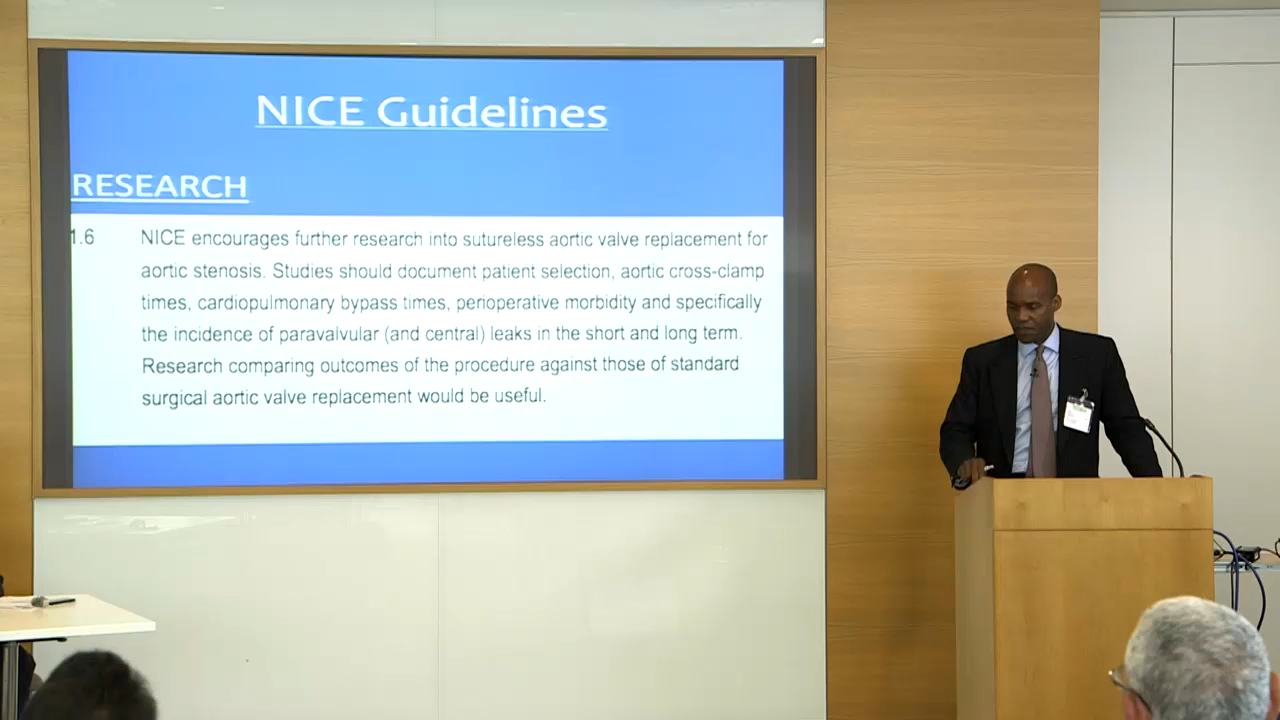 NICE Guidelines
RESEARCH
1.6 NICE encourages further research into sutureless aortic valve replacement for
aortic stenosis. Studies should document patient selection, aortic cross-clamp
times, cardiopulmonary bypass times, perioperative morbidity and specifically
the incidence of paravalvular (and central) leaks in the short and long term.
Research comparing outcomes of the procedure against those of standard
surgical aortic valve replacement would be useful.